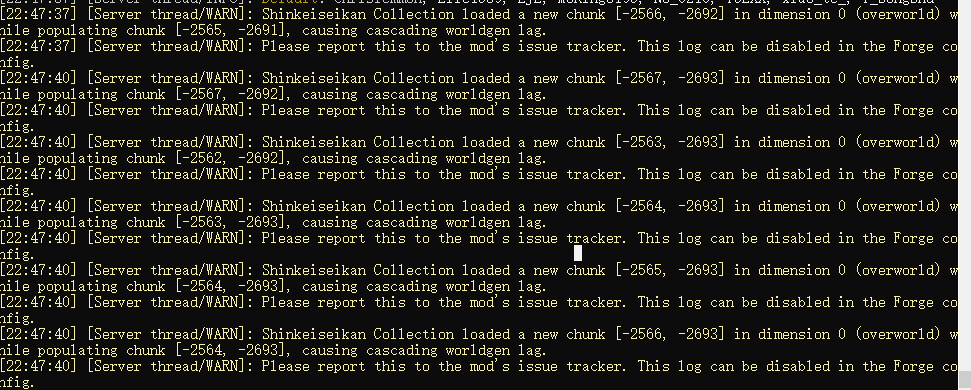 [22:47:37] [Server thread/WARN]: Shinkeiseikan Collection loaded a new chunk [-2566, -2692] in dimension 0 (overworld) w
hile populating chunk [-2565, -2691], causing cascading worldgen lag.
[22:47:37] [Server thread/WARN]: Please report this to the mod's issue tracker. This log can be disabled in the Forge co
nfig.
[22:47:40] [Server thread/WARN]: Shinkeiseikan Collection loaded a new chunk [-2567, -2693] in dimension 0 (overworld) w
hile populating chunk [-2567, -2692], causing cascading worldgen lag.
[22:47:40] [Server thread/WARN]: Please report this to the mod's issue tracker. This log can be disabled in the Forge co
nfig.
[22:47:40] [Server thread/WARN]: Shinkeiseikan Collection loaded a new chunk [-2563, -2693] in dimension 0 (overworld) w
hile populating chunk [-2562, -2692], causing cascading worldgen lag.
[22:47:40] [Server thread/WARN]: Please report this to the mod's issue tracker. This log can be disabled in the Forge co
nfig.
[22:47:40] [Server thread/WARN]: Shinkeiseikan Collection loaded a new chunk [-2564, -2693] in dimension 0 (overworld) w
hile populating chunk [-2563, -2693], causing cascading worldgen lag.
[22:47:40] [Server thread/WARN]: Please report this to the mod's issue tracker. This log can be disabled in the Forge co
nfig.
[22:47:40] [Server thread/WARN]: Shinkeiseikan Collection loaded a new chunk [-2565, -2693] in dimension 0 (overworld) w
hile populating chunk [-2564, -2693], causing cascading worldgen lag.
[22:47:40] [Server thread/WARN]: Please report this to the mod's issue tracker. This log can be disabled in the Forge co
nfig.
[22:47:40] [Server thread/WARN]: Shinkeiseikan Collection loaded a new chunk [-2566, -2693] in dimension 0 (overworld) w
hile populating chunk [-2564, -2693], causing cascading worldgen lag.
[22:47:40] [Server thread/WARN]: Please report this to the mod's issue tracker. This log can be disabled in the Forge co
nfig.